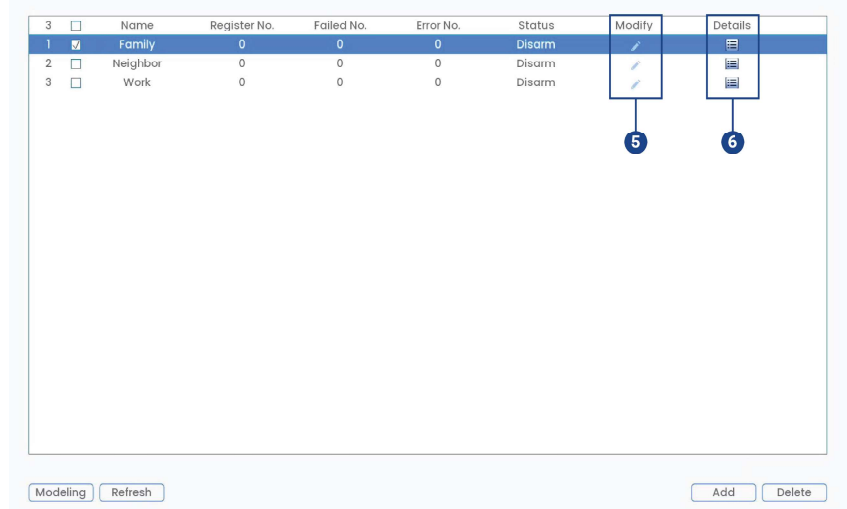 3 Name Register No. Failed No. Error No. Status Modify Details
1 Family 0 0 0 Disarm
2 Neighbor 0 0 0 Disarm
3 Work 0 0 0 Disarm
5 6
Modeling Refresh Add Delete